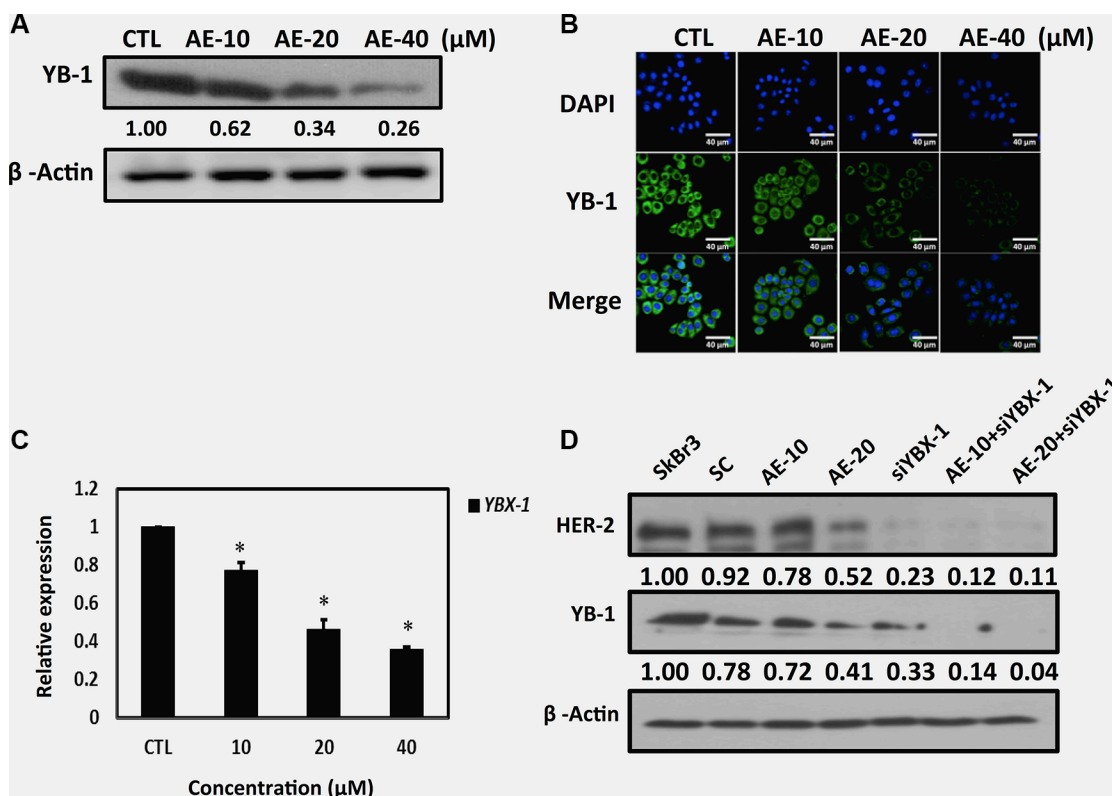 A
CTL AE-10 AE-20 AE-40 (µM)
YB-1
1.00 0.62 0.34 0.26
β -Actin
B
CTL AE-10 AE-20 AE-40 (µM)
DAPI
40 µm 40 µm 40 µm 40 µm
YB-1
40 µm 40 µm 40 µm 40 µm
Merge
40 µm 40 µm 40 µm 40 µm
C
1.2
1
0.8
0.6
0.4
0.2
0
Relative expression
* * *
YBX-1
CTL 10 20 40
Concentration (µM)
D
SkBr3 SC AE-10 AE-20 siYBX-1 AE-10+siYBX-1 AE-20+siYBX-1
HER-2
1.00 0.92 0.78 0.52 0.23 0.12 0.11
YB-1
1.00 0.78 0.72 0.41 0.33 0.14 0.04
β -Actin